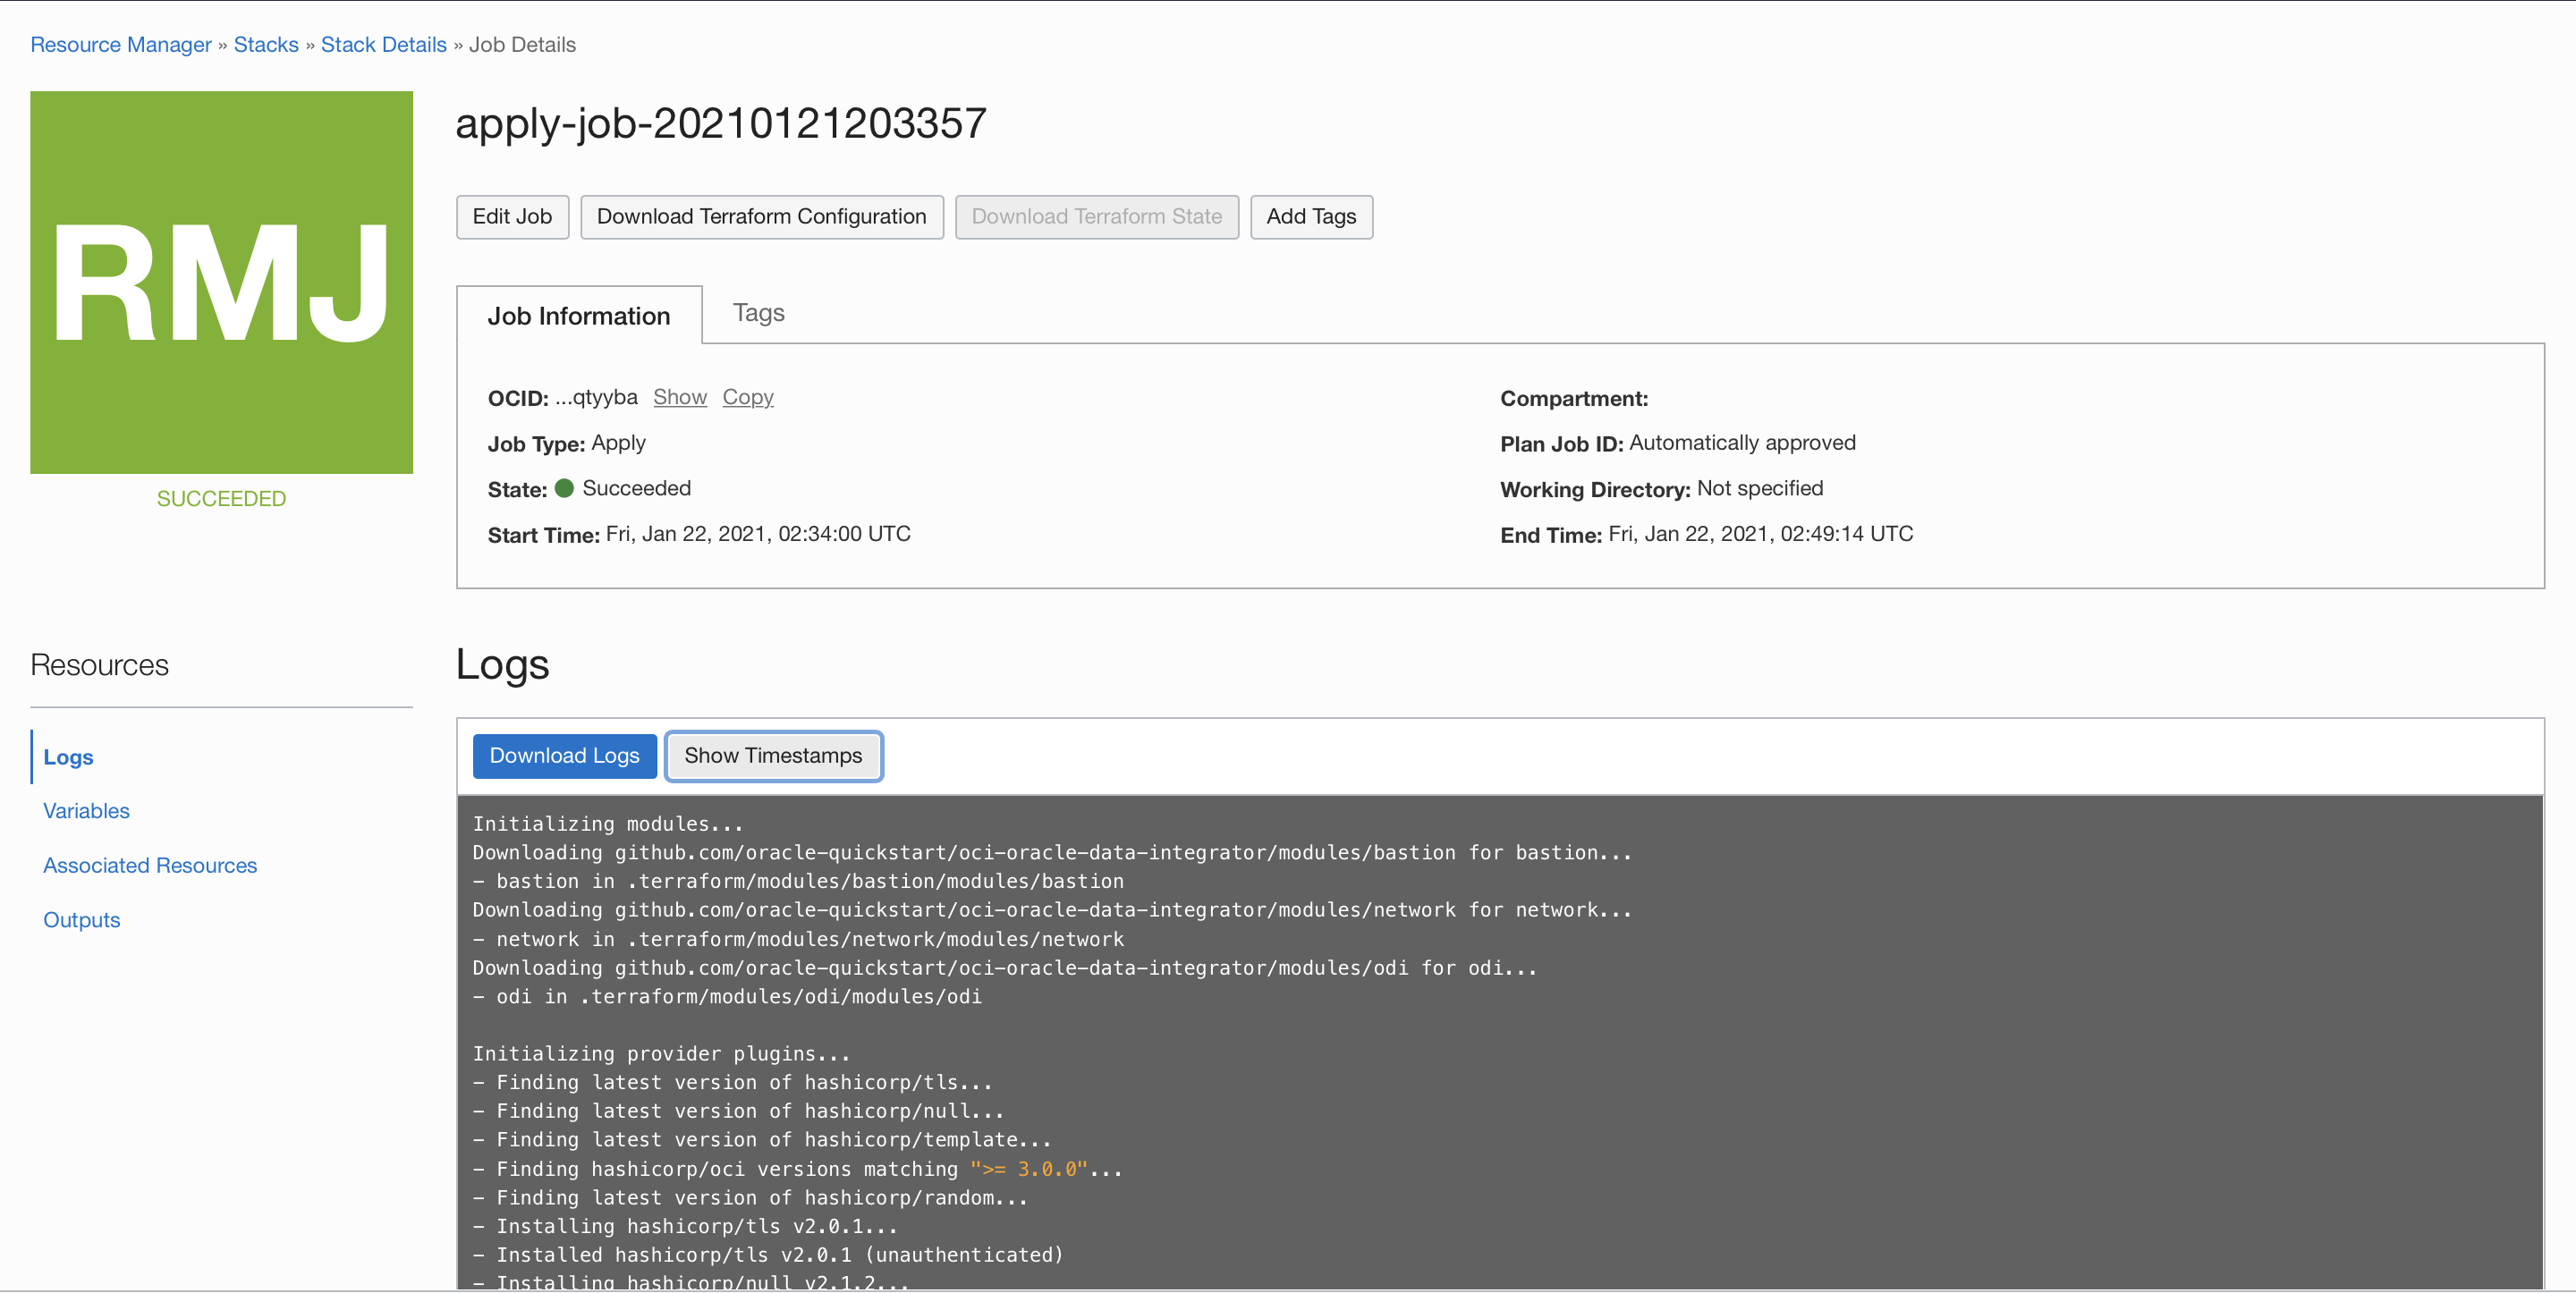 Resource Manager » Stacks » Stack Details » Job Details
RMJ
SUCCEEDED
apply-job-20210121203357
Edit Job Download Terraform Configuration Download Terraform State Add Tags
Job Information Tags
OCID: ...qtyyba Show Copy
Job Type: Apply
State: Succeeded
Start Time: Fri, Jan 22, 2021, 02:34:00 UTC
Compartment:
Plan Job ID: Automatically approved
Working Directory: Not specified
End Time: Fri, Jan 22, 2021, 02:49:14 UTC
Resources
Logs
Variables
Associated Resources
Outputs
Logs
Download Logs Show Timestamps
Initializing modules...
Downloading github.com/oracle-quickstart/oci-oracle-data-integrator/modules/bastion for bastion...
- bastion in .terraform/modules/bastion/modules/bastion
Downloading github.com/oracle-quickstart/oci-oracle-data-integrator/modules/network for network...
- network in .terraform/modules/network/modules/network
Downloading github.com/oracle-quickstart/oci-oracle-data-integrator/modules/odi for odi...
- odi in .terraform/modules/odi/modules/odi
Initializing provider plugins...
- Finding latest version of hashicorp/tls...
- Finding latest version of hashicorp/null...
- Finding latest version of hashicorp/template...
- Finding hashicorp/oci versions matching ">= 3.0.0"...
- Finding latest version of hashicorp/random...
- Installing hashicorp/tls v2.0.1...
- Installed hashicorp/tls v2.0.1 (unauthenticated)
- Installing hashicorp/null v2.1.2...